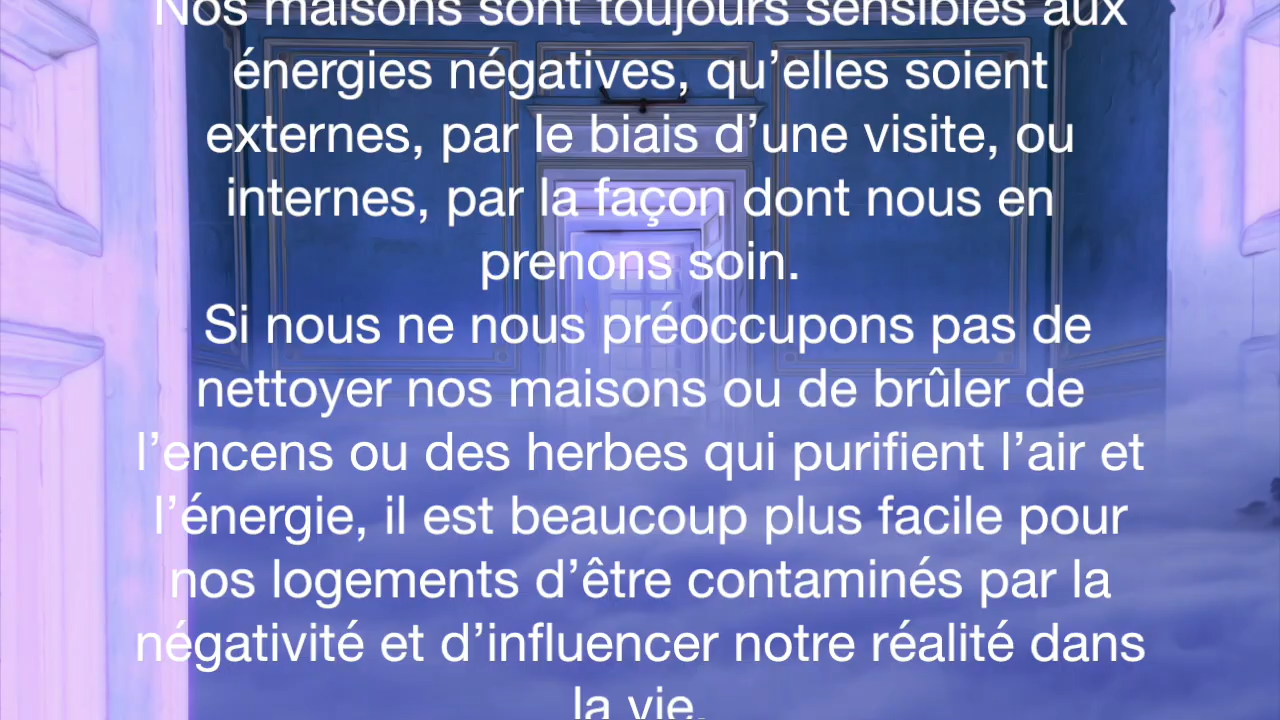 Nos maisons sont toujours sensibles aux
énergies négatives, qu’elles soient
externes, par le biais d’une visite, ou
internes, par la façon dont nous en
prenons soin.
Si nous ne nous préoccupons pas de
nettoyer nos maisons ou de brûler de
l’encens ou des herbes qui purifient l’air et
l’énergie, il est beaucoup plus facile pour
nos logements d’être contaminés par la
négativité et d’influencer notre réalité dans
la vie.